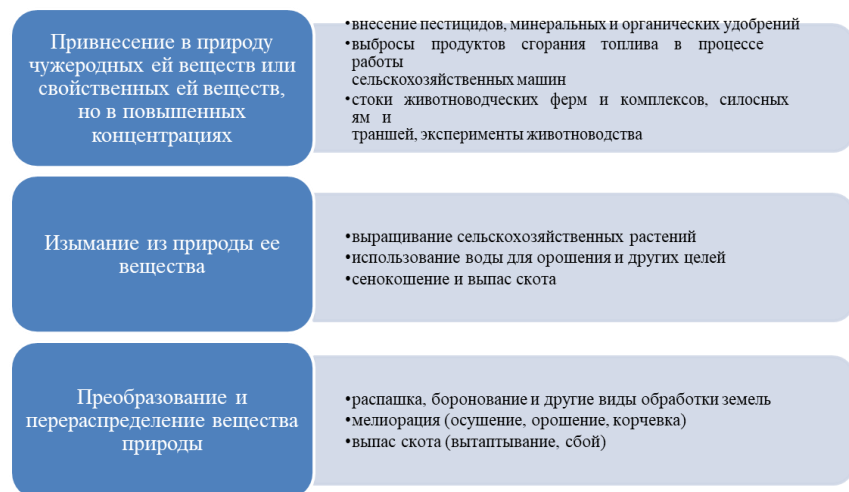 Привнесение в природу
чужеродных ей веществ или
свойственных ей веществ,
но в повышенных
концентрациях
•внесение пестицидов, минеральных и органических удобрений
•выбросы продуктов сгорания топлива в процессе
работы
сельскохозяйственных машин
•стоки животноводческих ферм и комплексов, силосных
ям и
траншей, эксперименты животноводства
Изымание из природы ее
вещества
•выращивание сельскохозяйственных растений
•использование воды для орошения и других целей
•сенокошение и выпас скота
Преобразование и
перераспределение вещества
природы
•распашка, боронование и другие виды обработки земель
•мелиорация (осушение, орошение, корчевка)
•выпас скота (вытаптывание, сбой)